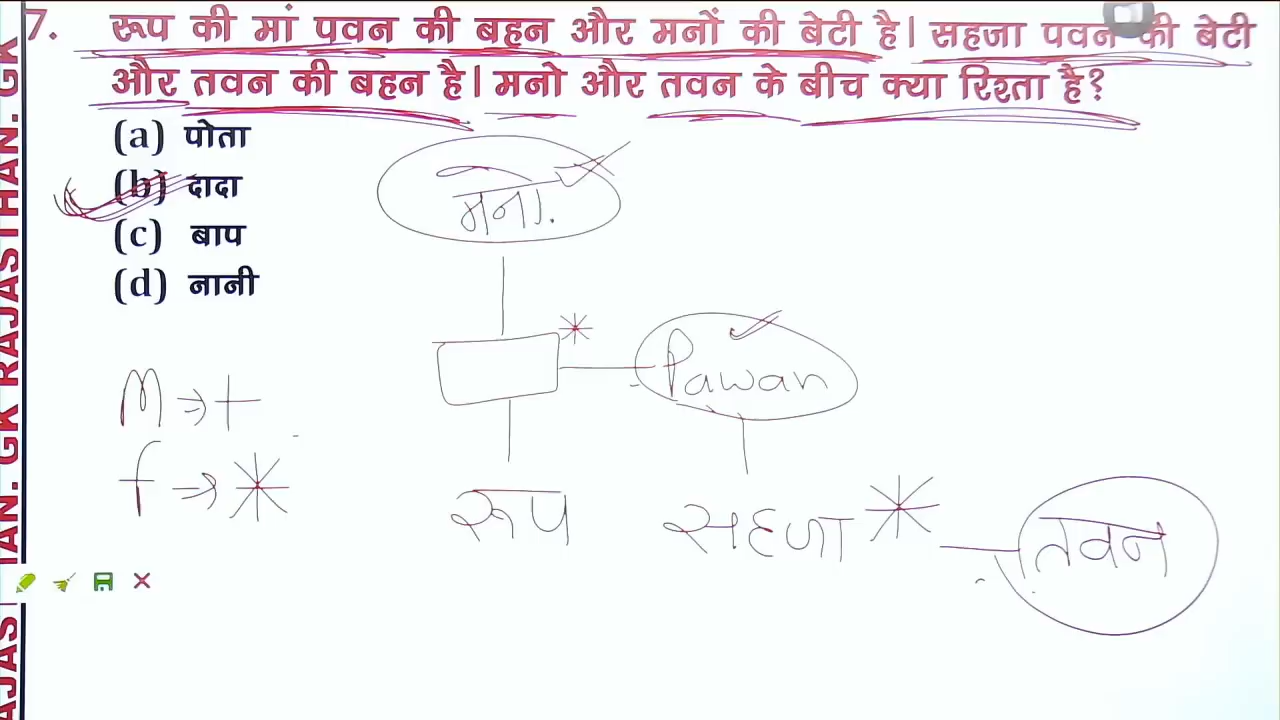 7. रूप की मां पवन की बहन और मनों की बेटी है। सहजा पवन की बेटी
और तवन की बहन है। मनो और तवन के बीच क्या रिश्ता है?
(a) पोता
(b) दादा
(c) बाप
(d) नानी
मनो.
Pawan
M ⇒ +
f ⇒ *
रूप
सहजा *
तवन
GK RAJASTHAN. GK